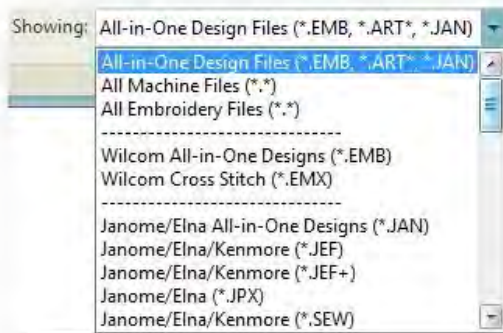 Showing: All-in-One Design Files (*.EMB, *.ART*, *.JAN)
All-in-One Design Files (*.EMB, *.ART*, *.JAN)
All Machine Files (*.*)
All Embroidery Files (*.*)
------------------------------
Wilcom All-in-One Designs (*.EMB)
Wilcom Cross Stitch (*.EMX)
------------------------------
Janome/Elna All-in-One Designs (*.JAN)
Janome/Elna/Kenmore (*.JEF)
Janome/Elna/Kenmore (*.JEF+)
Janome/Elna (*.JPX)
Janome/Elna/Kenmore (*.SEW)